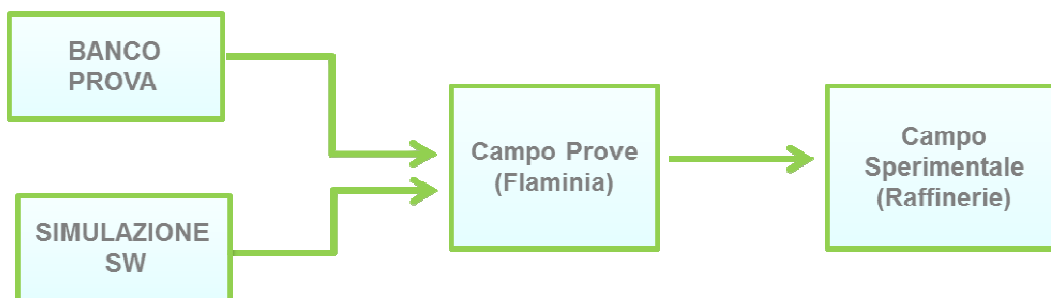 BANCO
PROVA
SIMULAZIONE
SW
Campo Prove
(Flaminia)
Campo
Sperimentale
(Raffinerie)